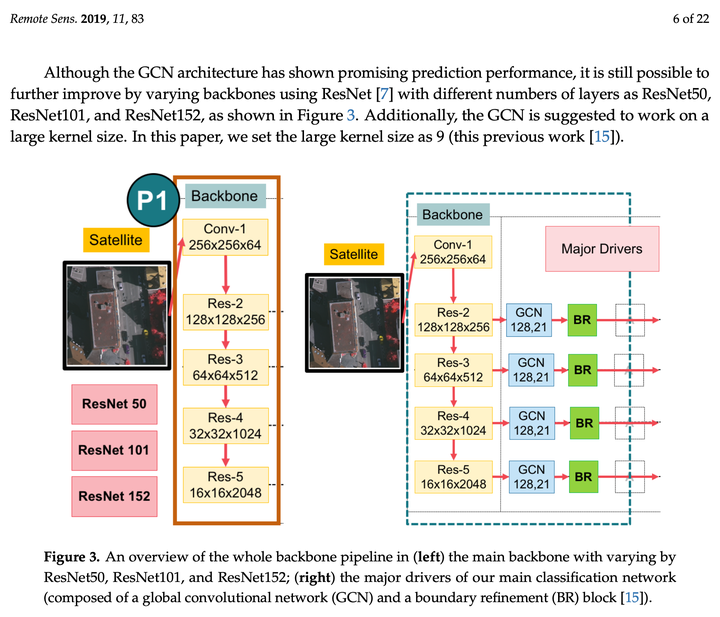 Remote Sens. 2019, 11, 83
6 of 22
Although the GCN architecture has shown promising prediction performance, it is still possible to
further improve by varying backbones using ResNet [7] with different numbers of layers as ResNet50,
ResNet101, and ResNet152, as shown in Figure 3. Additionally, the GCN is suggested to work on a
large kernel size. In this paper, we set the large kernel size as 9 (this previous work [15]).
P1
Backbone
Satellite
Conv-1
256x256x64
Res-2
128x128x256
Res-3
64x64x512
Res-4
32x32x1024
Res-5
16x16x2048
ResNet 50
ResNet 101
ResNet 152
Backbone
Satellite
Major Drivers
Conv-1
256x256x64
Res-2
128x128x256
GCN
128,21
BR
Res-3
64x64x512
GCN
128,21
BR
Res-4
32x32x1024
GCN
128,21
BR
Res-5
16x16x2048
GCN
128,21
BR
Figure 3. An overview of the whole backbone pipeline in (left) the main backbone with varying by
ResNet50, ResNet101, and ResNet152; (right) the major drivers of our main classification network
(composed of a global convolutional network (GCN) and a boundary refinement (BR) block [15]).